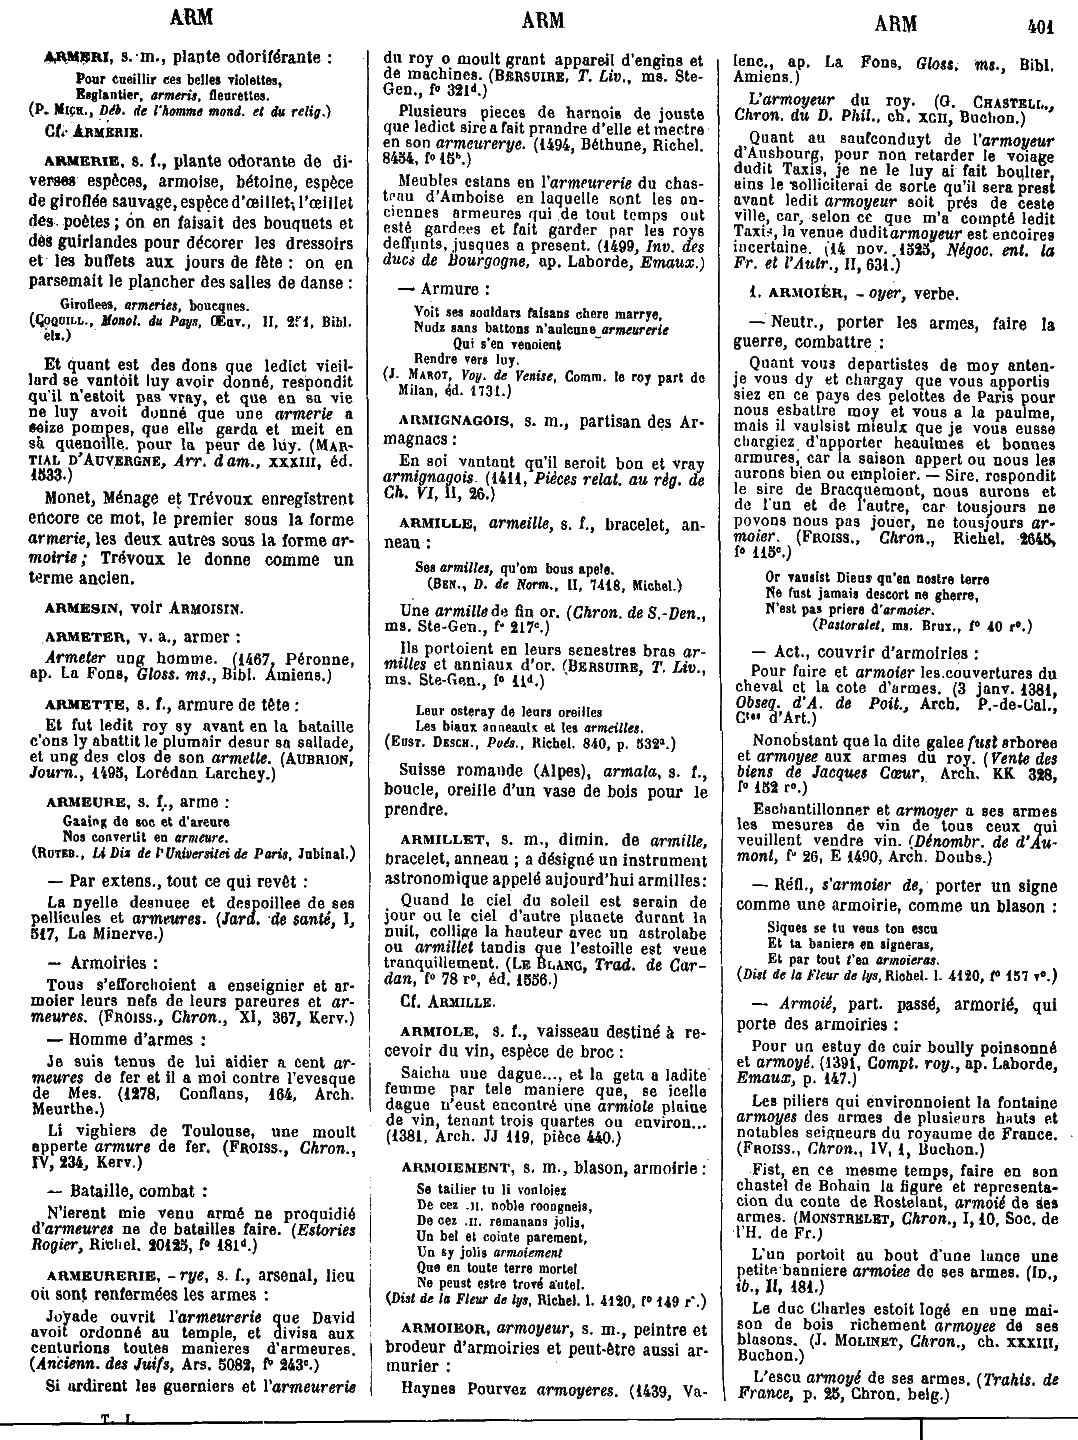 ARM
ARM
ARM 401
ARMERI, s. m., plante odoriférante :
Pour cueillir ces belles violettes,
Esglantier, armeris, fleurettes.
(P. MICH., Déb. de l'homme mond. et du relig.)
Cf. ARMERIE.
ARMERIE, s. f., plante odorante de di-
verses espèces, armoise, bétoine, espèce
de giroflée sauvage, espèce d'œillet, l'œillet
des poètes ; on en faisait des bouquets et
des guirlandes pour décorer les dressoirs
et les buffets aux jours de fête : on en
parsemait le plancher des salles de danse :
Giroflees, armeries, boucques.
(COQUILL., Monol. du Puys, Œuv., II, Bibl.
elz.)
Et quant est des dons que ledict vieil-
lard se vantoit luy avoir donné, respondit
qu'il n'estoit pas vray, et que en sa vie
ne luy avoit donné que une armerie a
seize pompes, que elle garda et meit en
sa quenoille, pour la peur de luy. (MAR-
TIAL D'AUVERGNE, Arr. d'am., XXXIII, éd.
1533.)
Monet, Ménage et Trévoux enregistrent
encore ce mot, le premier sous la forme
armerie, les deux autres sous la forme ar-
moirie ; Trévoux le donne comme un
terme ancien.
ARMESIN, voir ARMOISIN.
ARMETER, v. a., armer :
Armeter ung homme. (1467, Péronne,
ap. La Fons, Gloss. ms., Bibl. Amiens.)
ARMETTE, s. f., armure de tête :
Et fut ledit roy sy avant en la bataille
c'ons ly abattit le plumair desur sa sallade,
et ung des clos de son armette. (AUBRION,
Journ., 1495, Lorédan Larchey.)
ARMEURE, s. f., arme :
Gaaing de soc et d'areure
Nos convertit en armeure.
(RUTEB., Li Diz de l'Universitei de Paris, Jubinal.)
— Par extens., tout ce qui revêt :
La nyelle desnuee et despoillee de ses
pellicules et armeures. (Jard. de santé, I,
517, La Minerve.)
— Armoiries :
Tous s'efforchoient a enseignier et ar-
moier leurs nefs de leurs pareures et ar-
meures. (FROISS., Chron., XI, 367, Kerv.)
— Homme d'armes :
Je suis tenus de lui aidier a cent ar-
meures de fer et il a moi contre l'evesque
de Mes. (1278, Conflans, 164, Arch.
Meurthe.)
Li vighiers de Toulouse, une moult
apperte armure de fer. (FROISS., Chron.,
IV, 234, Kerv.)
— Bataille, combat :
N'ierent mie venu armé ne proquidié
d'armeures ne de batailles faire. (Estories
Rogier, Richel. 20125, f° 181ᵈ.)
ARMEURERIE, - rye, s. f., arsenal, lieu
où sont renfermées les armes :
Joyade ouvrit l'armeurerie que David
avoit ordonné au temple, et divisa aux
centurions toutes manieres d'armeures.
(Ancienn. des Juifs, Ars. 5082, f° 243ᶜ.)
Si ardirent les guerniers et l'armeurerie
T. I.
du roy o moult grant appareil d'engins et
de machines. (BERSUIRE, T. Liv., ms. Ste-
Gen., f° 321ᵈ.)
Plusieurs pieces de harnois de jouste
que ledict sire a fait prandre d'elle et mectre
en son armeurerye. (1494, Béthune, Richel.
8454, f° 15ᵇ.)
Meubles estans en l'armeurerie du chas-
teau d'Amboise en laquelle sont les an-
ciennes armeures qui de tout temps ont
esté gardees et fait garder par les roys
deffunts, jusques a present. (1499, Inv. des
ducs de Bourgogne, ap. Laborde, Emaux.)
— Armure :
Voit ses souldars faisans chere marrye,
Nudz sans battons n'aulcune armeurerie
Qui s'en venoient
Rendre vers luy.
(J. MAROT, Voy. de Venise, Comm. le roy part de
Milan, éd. 1731.)
ARMIGNAGOIS, s. m., partisan des Ar-
magnacs :
En soi vantant qu'il seroit bon et vray
armignagois. (1411, Pièces relat. au rég. de
Ch. VI, II, 26.)
ARMILLE, armeille, s. f., bracelet, an-
neau :
Ses armilles, qu'om bous apele.
(BEN., D. de Norm., II, 7418, Michel.)
Une armille de fin or. (Chron. de S.-Den.,
ms. Ste-Gen., f° 217ᶜ.)
Ils portoient en leurs senestres bras ar-
milles et anniaux d'or. (BERSUIRE, T. Liv.,
ms. Ste-Gen., f° 11ᵈ.)
Leur osteray de leurs oreilles
Les biaux anneaulx et les armeilles.
(EUST. DESCH., Poés., Richel. 840, p. 532ᵃ.)
Suisse romande (Alpes), armala, s. f.,
boucle, oreille d'un vase de bois pour le
prendre.
ARMILLET, s. m., dimin. de armille,
bracelet, anneau ; a désigné un instrument
astronomique appelé aujourd'hui armilles :
Quand le ciel du soleil est serain de
jour ou le ciel d'autre planete durant la
nuit, collige la hauteur avec un astrolabe
ou armillet tandis que l'estoille est veue
tranquillement. (LE BLANC, Trad. de Car-
dan, f° 78 r°, éd. 1556.)
Cf. ARMILLE.
ARMIOLE, s. f., vaisseau destiné à re-
cevoir du vin, espèce de broc :
Saicha une dague..., et la geta a ladite
femme par tele maniere que, se icelle
dague n'eust encontré une armiole plaine
de vin, tenant trois quartes ou environ...
(1381, Arch. JJ 119, pièce 440.)
ARMOIEMENT, s. m., blason, armoirie :
Se tailier tu li vouloiez
De cez .II. noble roongneis,
De cez .II. remanans jolis,
Un bel et cointe parement,
Un sy jolis armoiement
Que en toute terre mortel
Ne peust estre trové autel.
(Dist de la Fleur de lys, Richel. l. 4120, f° 149 r°.)
ARMOIEOR, armoyeur, s. m., peintre et
brodeur d'armoiries et peut-être aussi ar-
murier :
Haynes Pourvez armoyeres. (1439, Va-
lenc., ap. La Fons, Gloss. ms., Bibl.
Amiens.)
L'armoyeur du roy. (G. CHASTELL.,
Chron. du D. Phil., ch. XCII, Buchon.)
Quant au saufconduyt de l'armoyeur
d'Ausbourg, pour non retarder le voiage
dudit Taxis, je ne le luy ai fait boulter,
ains le solliciterai de sorte qu'il sera prest
avant ledit armoyeur soit prés de ceste
ville, car, selon ce que m'a compté ledit
Taxis, la venue dudit armoyeur est encoires
incertaine. (14 nov. 1525, Négoc. ent. la
Fr. et l'Autr., II, 631.)
1. ARMOIER, - oyer, verbe.
— Neutr., porter les armes, faire la
guerre, combattre :
Quant vous departistes de moy anten-
je vous dy et chargay que vous apportis
siez en ce pays des pelottes de Paris pour
nous esbattre moy et vous a la paulme,
mais il vaulsist mieulx que je vous eusse
chargiez d'apporter heaulmes et bonnes
armures, car la saison appert ou nous les
aurons bien ou emploier. — Sire, respondit
le sire de Bracquemont, nous aurons et
de l'un et de l'autre, car tousjours ne
povons nous pas jouer, ne tousjours ar-
moier. (FROISS., Chron., Richel. 2645,
f° 115ᶜ.)
Or vausist Dieus qu'en nostre terre
Ne fust jamais descort ne gherre,
N'est pas priere d'armoier.
(Pastoralet, ms. Brux., f° 40 r°.)
— Act., couvrir d'armoiries :
Pour faire et armoier les couvertures du
cheval et la cote d'armes. (3 janv. 1381,
Obseq. d'A. de Poit., Arch. P.-de-Cal.,
Cᵗᵉˢ d'Art.)
Nonobstant que la dite galee fust arboree
et armoyee aux armes du roy. (Vente des
biens de Jacques Cœur, Arch. KK 328,
f° 152 r°.)
Eschantillonner et armoyer a ses armes
les mesures de vin de tous ceux qui
veuillent vendre vin. (Dénombr. de d'Au-
mont, f° 26, E 1490, Arch. Doubs.)
— Réfl., s'armoier de, porter un signe
comme une armoirie, comme un blason :
Siques se tu veus ton escu
Et ta baniere en signeras,
Et par tout t'en armoieras.
(Dist de la Fleur de lys, Richel. l. 4120, f° 157 v°.)
— Armoié, part. passé, armorié, qui
porte des armoiries :
Pour un estuy de cuir boully poinsonné
et armoyé. (1391, Compt. roy., ap. Laborde,
Emaux, p. 147.)
Les piliers qui environnoient la fontaine
armoyes des armes de plusieurs hauts et
notables seigneurs du royaume de France.
(FROISS., Chron., IV, 1, Buchon.)
Fist, en ce mesme temps, faire en son
chastel de Bohain la figure et representa-
cion du conte de Rostelant, armoié de ses
armes. (MONSTRELET, Chron., I, 10, Soc. de
l'H. de Fr.)
L'un portoit au bout d'une lance une
petite banniere armoiee de ses armes. (ID.,
ib., II, 181.)
Le duc Charles estoit logé en une mai-
son de bois richement armoyee de ses
blasons. (J. MOLINET, Chron., ch. XXXIII,
Buchon.)
L'escu armoyé de ses armes. (Trahis. de
France, p. 25, Chron. belg.)